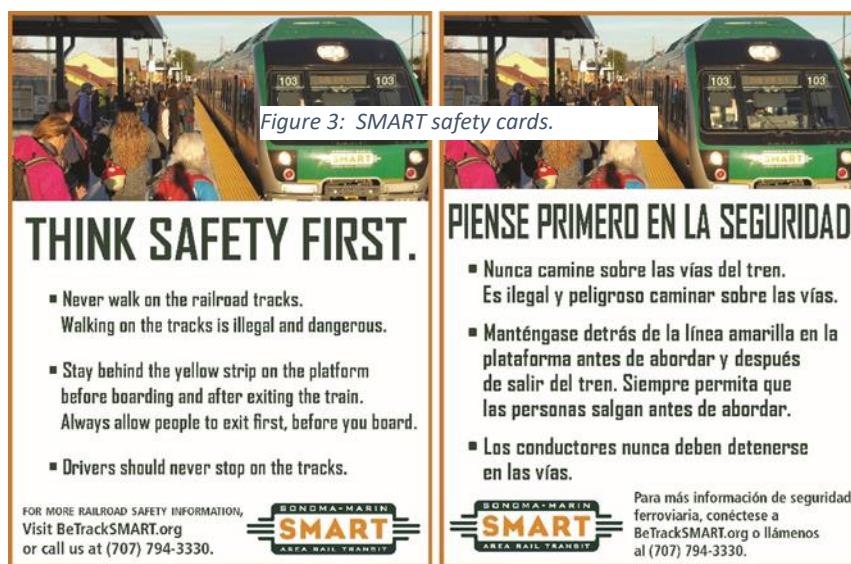 103
103
SMART
103
103
SMART
Figure 3: SMART safety cards.
THINK SAFETY FIRST.
▪ Never walk on the railroad tracks.
Walking on the tracks is illegal and dangerous.
▪ Stay behind the yellow strip on the platform
before boarding and after exiting the train.
Always allow people to exit first, before you board.
▪ Drivers should never stop on the tracks.
FOR MORE RAILROAD SAFETY INFORMATION,
Visit BeTrackSMART.org
or call us at (707) 794-3330.
SONOMA-MARIN
SMART
AREA RAIL TRANSIT
PIENSE PRIMERO EN LA SEGURIDAD
▪ Nunca camine sobre las vías del tren.
Es ilegal y peligroso caminar sobre las vías.
▪ Manténgase detrás de la línea amarilla en la
plataforma antes de abordar y después
de salir del tren. Siempre permita que
las personas salgan antes de abordar.
▪ Los conductores nunca deben detenerse
en las vías.
SONOMA-MARIN
SMART
AREA RAIL TRANSIT
Para más información de seguridad
ferroviaria, conéctese a
BeTrackSMART.org o llámenos
al (707) 794-3330.